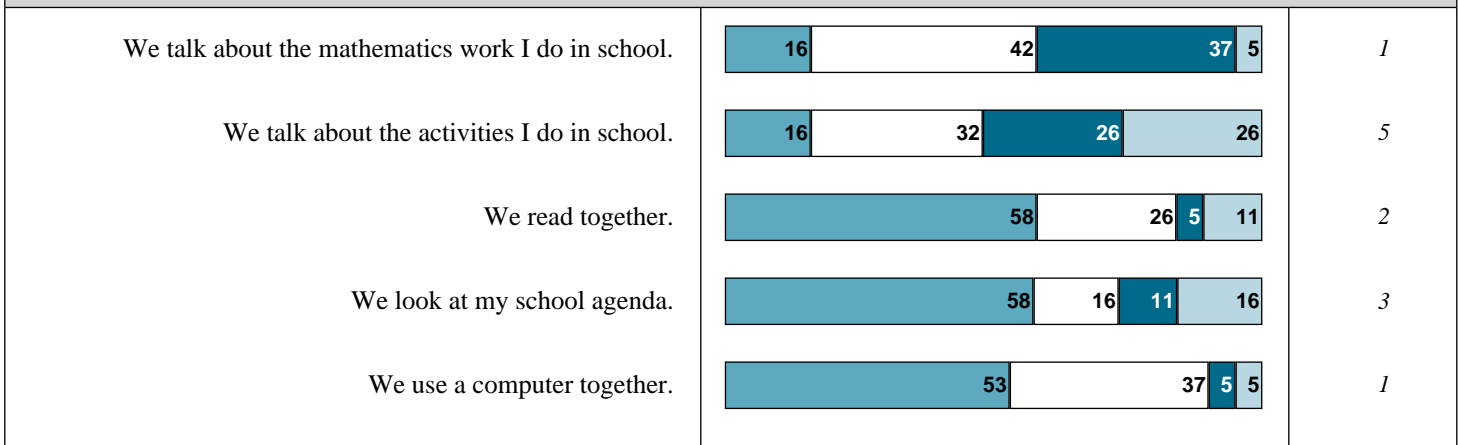 We talk about the mathematics work I do in school. 16 42 37 5 1
We talk about the activities I do in school. 16 32 26 26 5
We read together. 58 26 5 11 2
We look at my school agenda. 58 16 11 16 3
We use a computer together. 53 37 5 5 1